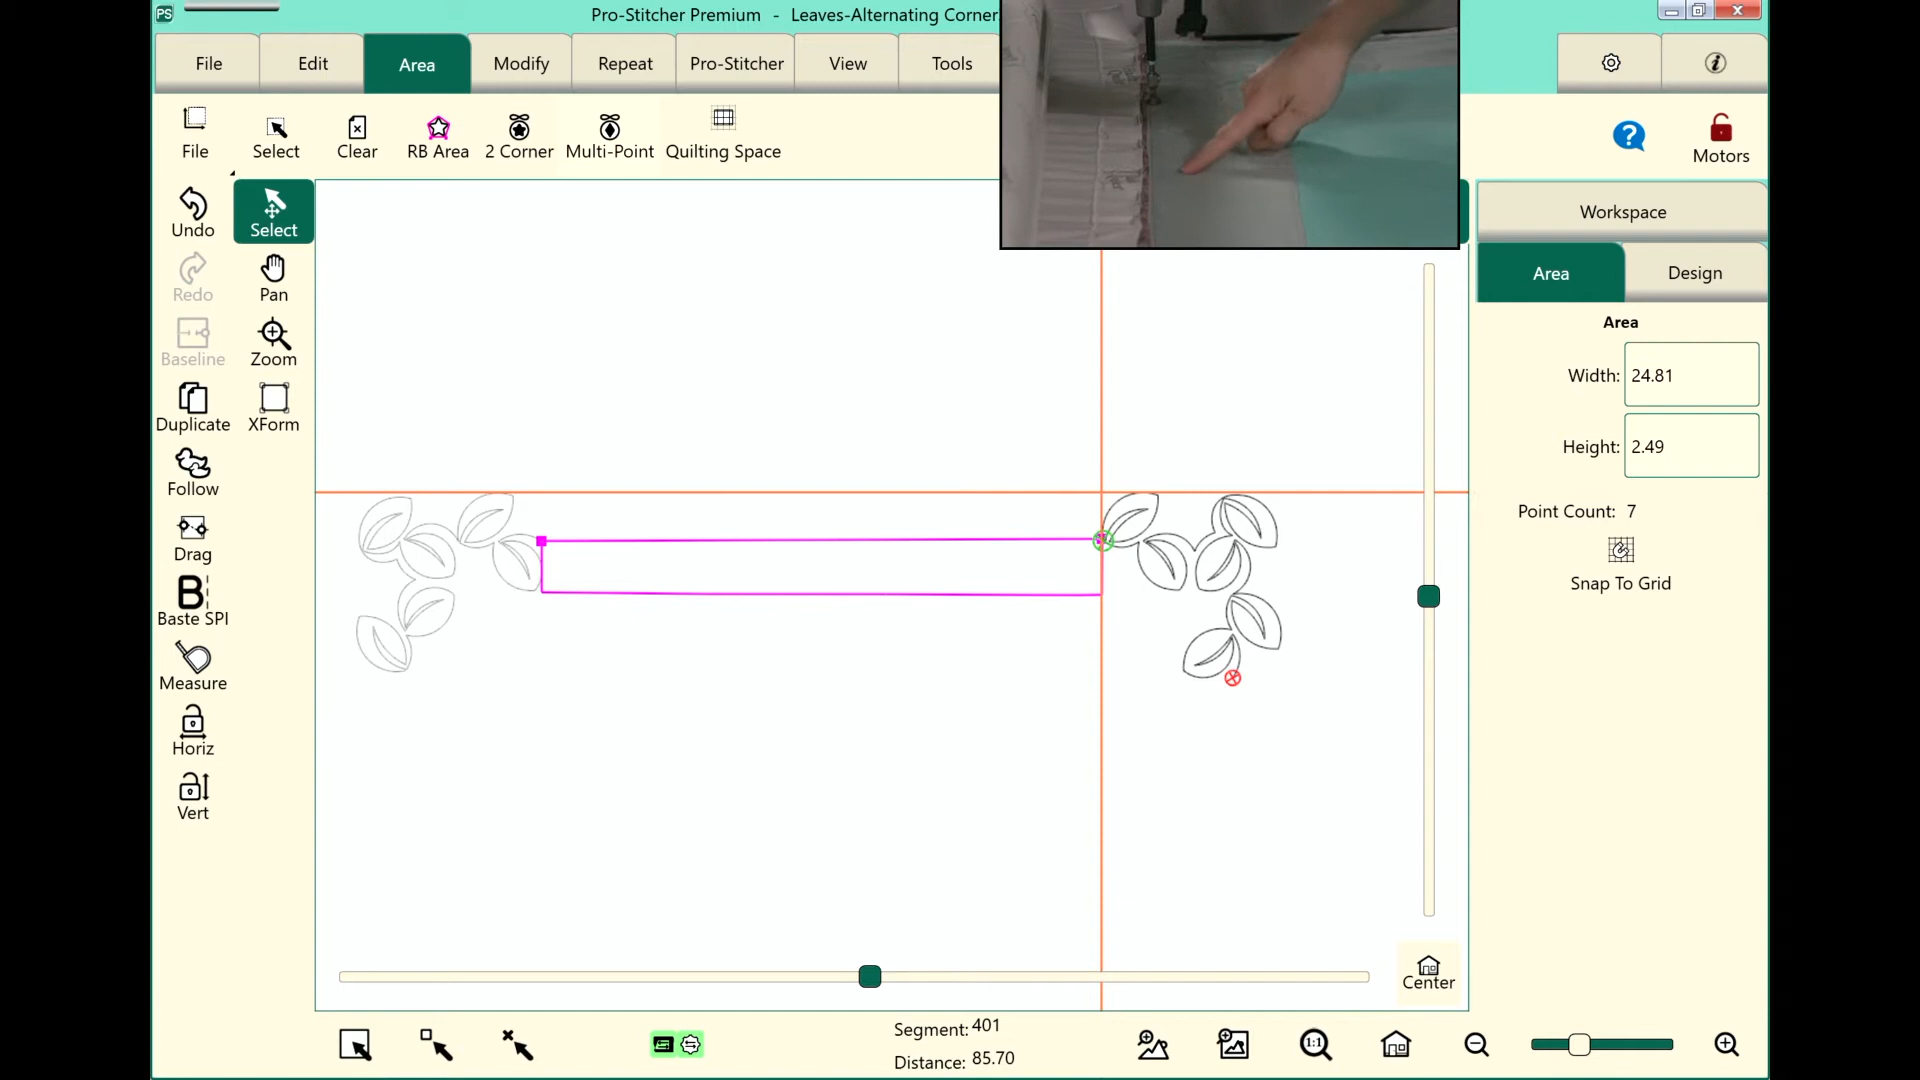 PS
Pro-Stitcher Premium - Leaves-Alternating Corner
File Edit Area Modify Repeat Pro-Stitcher View Tools
File Select Clear RB Area 2 Corner Multi-Point Quilting Space
Motors
Undo Select
Redo Pan
Baseline Zoom
Duplicate XForm
Follow
Drag
Baste SPI
Measure
Horiz
Vert
Workspace
Area Design
Area
Width: 24.81
Height: 2.49
Point Count: 7
Snap To Grid
Center
Segment: 401
Distance: 85.70
1:1